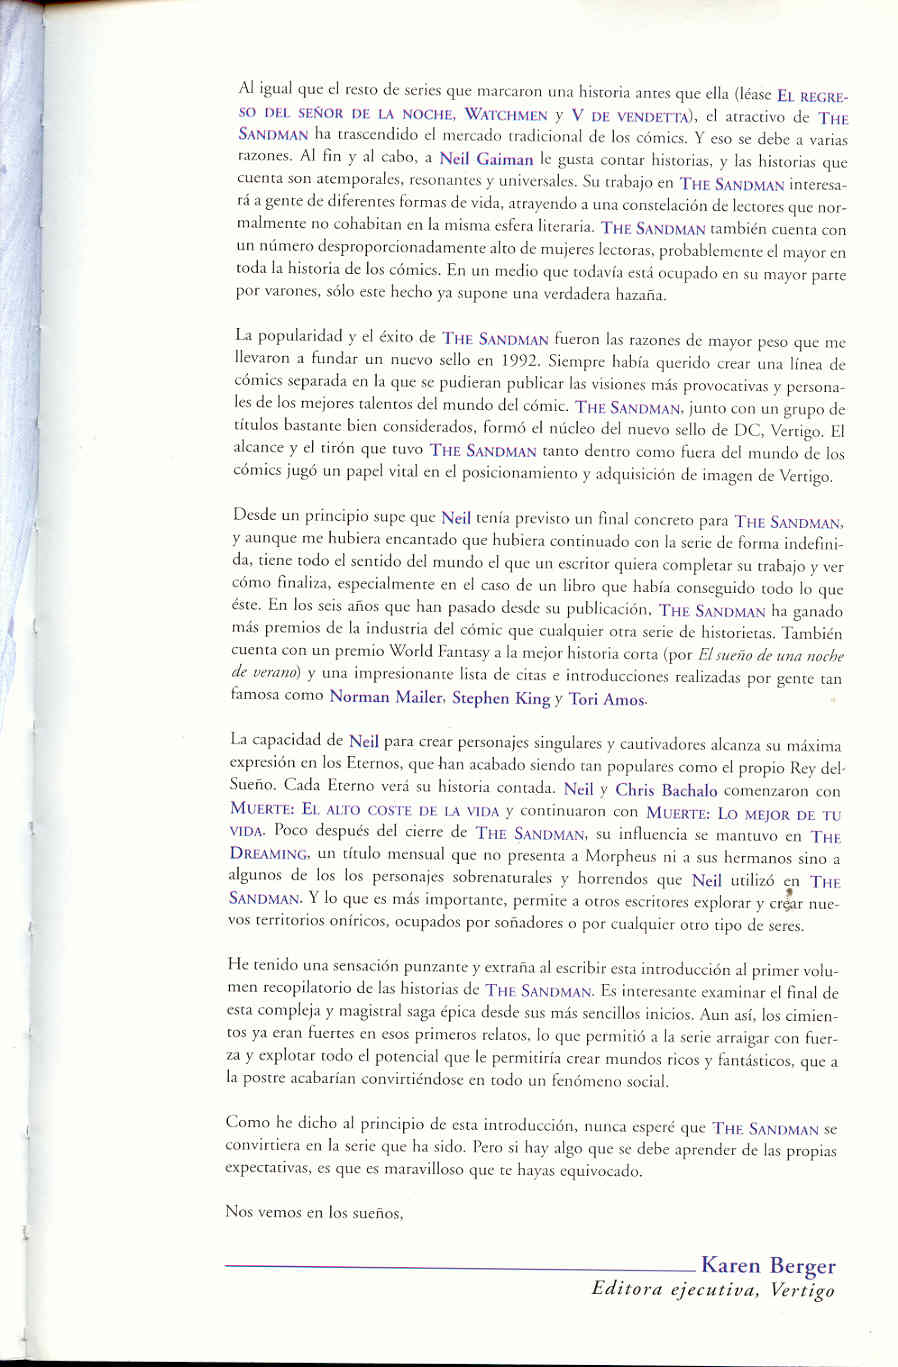 Al igual que el resto de series que marcaron una historia antes que ella (léase EL REGRE-
SO DEL SEÑOR DE LA NOCHE, WATCHMEN y V DE VENDETTA), el atractivo de THE
SANDMAN ha trascendido el mercado tradicional de los cómics. Y eso se debe a varias
razones. Al fin y al cabo, a Neil Gaiman le gusta contar historias, y las historias que
cuenta son atemporales, resonantes y universales. Su trabajo en THE SANDMAN interesa-
rá a gente de diferentes formas de vida, atrayendo a una constelación de lectores que nor-
malmente no cohabitan en la misma esfera literaria. THE SANDMAN también cuenta con
un número desproporcionadamente alto de mujeres lectoras, probablemente el mayor en
toda la historia de los cómics. En un medio que todavía está ocupado en su mayor parte
por varones, sólo este hecho ya supone una verdadera hazaña.
La popularidad y el éxito de THE SANDMAN fueron las razones de mayor peso que me
llevaron a fundar un nuevo sello en 1992. Siempre había querido crear una línea de
cómics separada en la que se pudieran publicar las visiones más provocativas y persona-
les de los mejores talentos del mundo del cómic. THE SANDMAN, junto con un grupo de
títulos bastante bien considerados, formó el núcleo del nuevo sello de DC, Vertigo. El
alcance y el tirón que tuvo THE SANDMAN tanto dentro como fuera del mundo de los
cómics jugó un papel vital en el posicionamiento y adquisición de imagen de Vertigo.
Desde un principio supe que Neil tenía previsto un final concreto para THE SANDMAN,
y aunque me hubiera encantado que hubiera continuado con la serie de forma indefini-
da, tiene todo el sentido del mundo el que un escritor quiera completar su trabajo y ver
cómo finaliza, especialmente en el caso de un libro que había conseguido todo lo que
éste. En los seis años que han pasado desde su publicación, THE SANDMAN ha ganado
más premios de la industria del cómic que cualquier otra serie de historietas. También
cuenta con un premio World Fantasy a la mejor historia corta (por El sueño de una noche
de verano) y una impresionante lista de citas e introducciones realizadas por gente tan
famosa como Norman Mailer, Stephen King y Tori Amos.
La capacidad de Neil para crear personajes singulares y cautivadores alcanza su máxima
expresión en los Eternos, que han acabado siendo tan populares como el propio Rey del
Sueño. Cada Eterno verá su historia contada. Neil y Chris Bachalo comenzaron con
MUERTE: EL ALTO COSTE DE LA VIDA y continuaron con MUERTE: LO MEJOR DE TU
VIDA. Poco después del cierre de THE SANDMAN, su influencia se mantuvo en THE
DREAMING, un título mensual que no presenta a Morpheus ni a sus hermanos sino a
algunos de los los personajes sobrenaturales y horrendos que Neil utilizó en THE
SANDMAN. Y lo que es más importante, permite a otros escritores explorar y crear nue-
vos territorios oníricos, ocupados por soñadores o por cualquier otro tipo de seres.
He tenido una sensación punzante y extraña al escribir esta introducción al primer volu-
men recopilatorio de las historias de THE SANDMAN. Es interesante examinar el final de
esta compleja y magistral saga épica desde sus más sencillos inicios. Aun así, los cimien-
tos ya eran fuertes en esos primeros relatos, lo que permitió a la serie arraigar con fuer-
za y explotar todo el potencial que le permitiría crear mundos ricos y fantásticos, que a
la postre acabarían convirtiéndose en todo un fenómeno social.
Como he dicho al principio de esta introducción, nunca esperé que THE SANDMAN se
convirtiera en la serie que ha sido. Pero si hay algo que se debe aprender de las propias
expectativas, es que es maravilloso que te hayas equivocado.
Nos vemos en los sueños,
Karen Berger
Editora ejecutiva, Vertigo